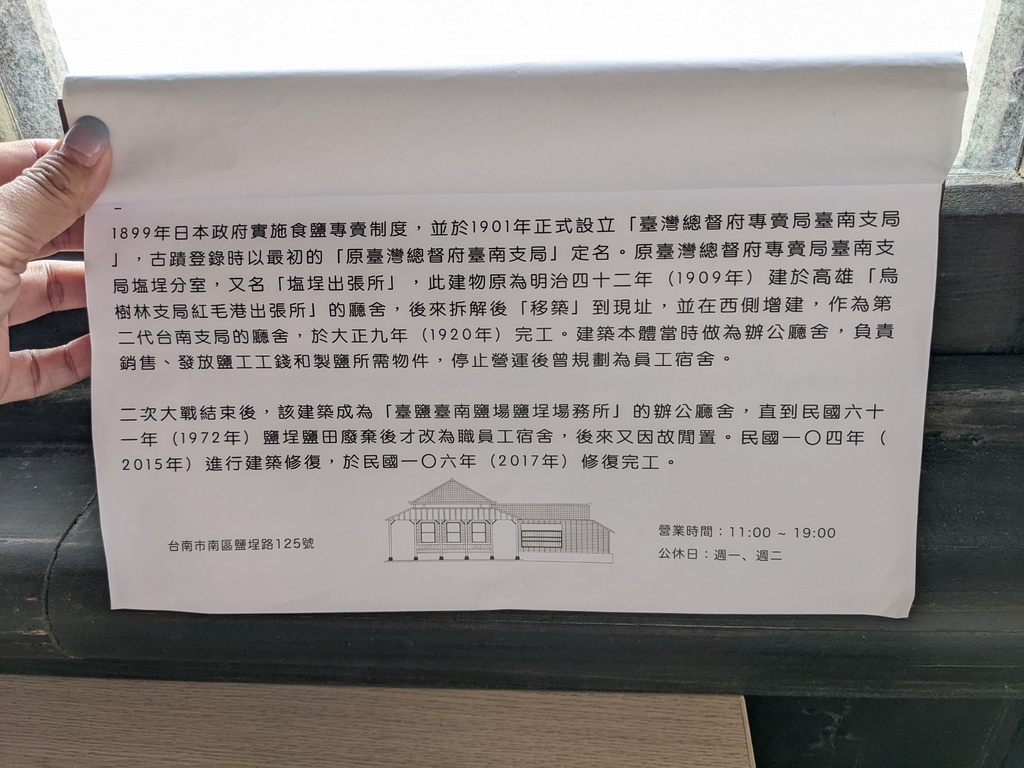 1899年日本政府實施食鹽專賣制度，並於1901年正式設立「臺灣總督府專賣局臺南支局
」，古蹟登錄時以最初的「原臺灣總督府臺南支局」定名。原臺灣總督府專賣局臺南支
局塩埕分室，又名「塩埕出張所」，此建物原為明治四十二年（1909年）建於高雄「烏
樹林支局紅毛港出張所」的廳舍，後來拆解後「移築」到現址，並在西側增建，作為第
二代台南支局的廳舍，於大正九年（1920年）完工。建築本體當時做為辦公廳舍，負責
銷售、發放鹽工工錢和製鹽所需物件，停止營運後曾規劃為員工宿舍。
二次大戰結束後，該建築成為「臺鹽臺南鹽場鹽埕場務所」的辦公廳舍，直到民國六十
一年（1972年）鹽埕鹽田廢棄後才改為職員工宿舍，後來又因故閒置。民國一〇四年（
2015年）進行建築修復，於民國一〇六年（2017年）修復完工。
台南市南區鹽埕路125號
營業時間：11:00 ~ 19:00
公休日：週一、週二